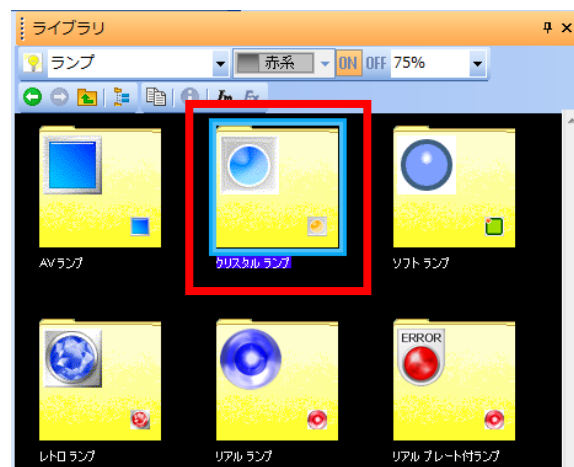 ライブラリ
ランプ 赤系 ON OFF 75%
Im Fx
AVランプ クリスタル ランプ ソフト ランプ
ERROR
レトロ ランプ リアル ランプ リアル プレート付ランプ